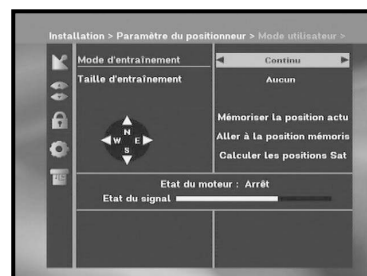 Installation > Paramètre du positionneur > Mode utilisateur >
Mode d'entraînement
Continu
Taille d'entraînement
Aucun
N
W E
S
Mémoriser la position actu
Aller à la position mémoris
Calculer les positions Sat
Etat du moteur : Arrêt
Etat du signal